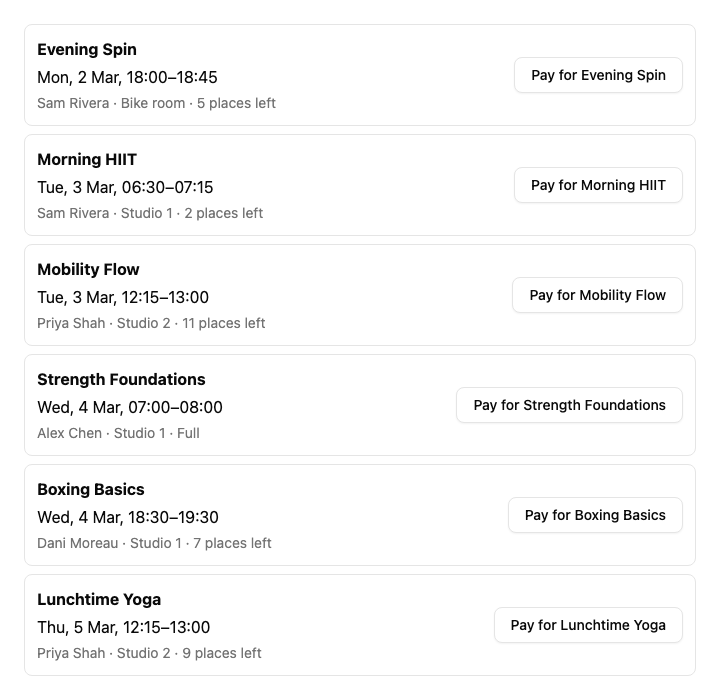 Evening Spin
Mon, 2 Mar, 18:00–18:45
Sam Rivera · Bike room · 5 places left
Pay for Evening Spin
Morning HIIT
Tue, 3 Mar, 06:30–07:15
Sam Rivera · Studio 1 · 2 places left
Pay for Morning HIIT
Mobility Flow
Tue, 3 Mar, 12:15–13:00
Priya Shah · Studio 2 · 11 places left
Pay for Mobility Flow
Strength Foundations
Wed, 4 Mar, 07:00–08:00
Alex Chen · Studio 1 · Full
Pay for Strength Foundations
Boxing Basics
Wed, 4 Mar, 18:30–19:30
Dani Moreau · Studio 1 · 7 places left
Pay for Boxing Basics
Lunchtime Yoga
Thu, 5 Mar, 12:15–13:00
Priya Shah · Studio 2 · 9 places left
Pay for Lunchtime Yoga